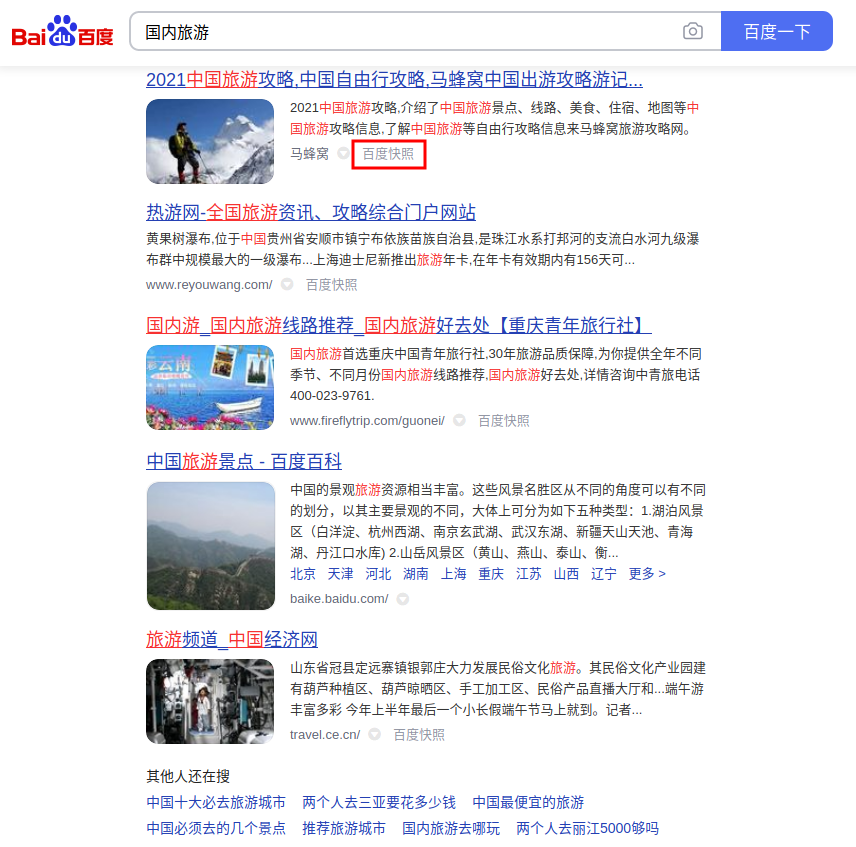 Baidu百度
国内旅游
百度一下
2021中国旅游攻略,中国自由行攻略,马蜂窝中国出游攻略游记...
2021中国旅游攻略,介绍了中国旅游景点、线路、美食、住宿、地图等中
国旅游攻略信息,了解中国旅游等自由行攻略信息来马蜂窝旅游攻略网。
马蜂窝 百度快照
热游网-全国旅游资讯、攻略综合门户网站
黄果树瀑布,位于中国贵州省安顺市镇宁布依族苗族自治县,是珠江水系打邦河的支流白水河九级瀑
布群中规模最大的一级瀑布...上海迪士尼新推出旅游年卡,在年卡有效期内有156天可...
www.reyouwang.com/ 百度快照
国内游_国内旅游线路推荐_国内旅游好去处【重庆青年旅行社】
云南
国内旅游首选重庆中国青年旅行社,30年旅游品质保障,为你提供全年不同
季节、不同月份国内旅游线路推荐,国内旅游好去处,详情咨询中青旅电话
400-023-9761.
www.fireflytrip.com/guonei/ 百度快照
中国旅游景点 - 百度百科
中国的景观旅游资源相当丰富。这些风景名胜区从不同的角度可以有不同
的划分，以其主要景观的不同，大体上可分为如下五种类型：1.湖泊风景
区（白洋淀、杭州西湖、南京玄武湖、武汉东湖、新疆天山天池、青海
湖、丹江口水库) 2.山岳风景区（黄山、燕山、泰山、衡...
北京 天津 河北 湖南 上海 重庆 江苏 山西 辽宁 更多 >
baike.baidu.com/
旅游频道_中国经济网
山东省冠县定远寨镇银郭庄大力发展民俗文化旅游。其民俗文化产业园建
有葫芦种植区、葫芦晾晒区、手工加工区、民俗产品直播大厅和...端午游
丰富多彩 今年上半年最后一个小长假端午节马上就到。记者...
travel.ce.cn/ 百度快照
其他人还在搜
中国十大必去旅游城市 两个人去三亚要花多少钱 中国最便宜的旅游
中国必须去的几个景点 推荐旅游城市 国内旅游去哪玩 两个人去丽江5000够吗